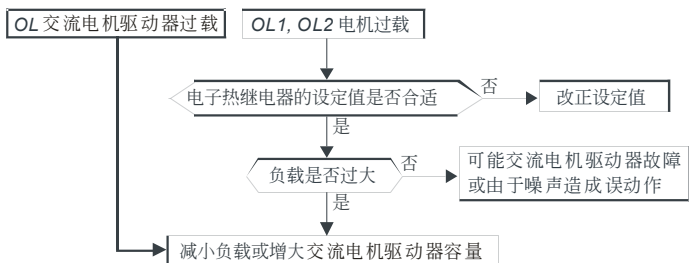 OL 交流电机驱动器过载
OL1, OL2 电机过载
电子热继电器的设定值是否合适
否
改正设定值
是
负载是否过大
否
可能交流电机驱动器故障
或由于噪声造成误动作
是
减小负载或增大交流电机驱动器容量